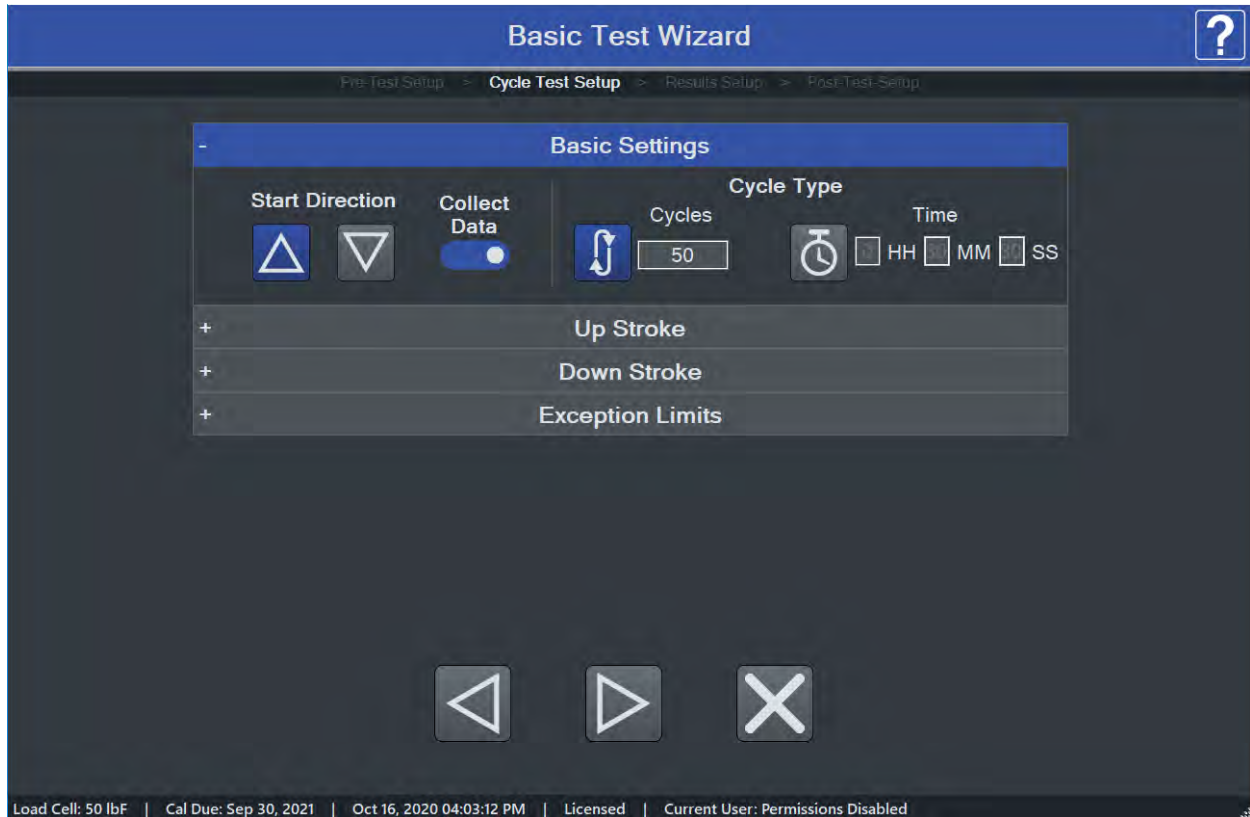 Basic Test Wizard
?
Pre-Test Setup > Cycle Test Setup > Results Setup > Post-Test-Setup
- Basic Settings
Start Direction
Collect Data
Cycle Type
Cycles
50
Time
HH MM SS
+ Up Stroke
+ Down Stroke
+ Exception Limits
Load Cell: 50 lbF | Cal Due: Sep 30, 2021 | Oct 16, 2020 04:03:12 PM | Licensed | Current User: Permissions Disabled